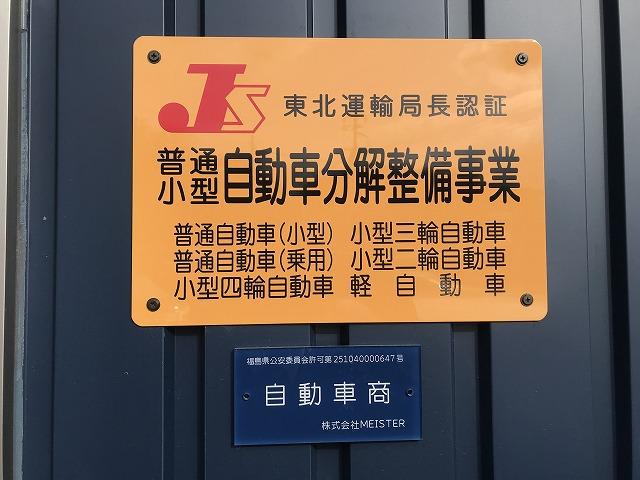 JS 東北運輸局長認証
普通
小型 自動車分解整備事業
普通自動車(小型) 小型三輪自動車
普通自動車(乗用) 小型二輪自動車
小型四輪自動車 軽自動車
福島県公安委員会許可第251040000647号
自動車商
株式会社MEISTER